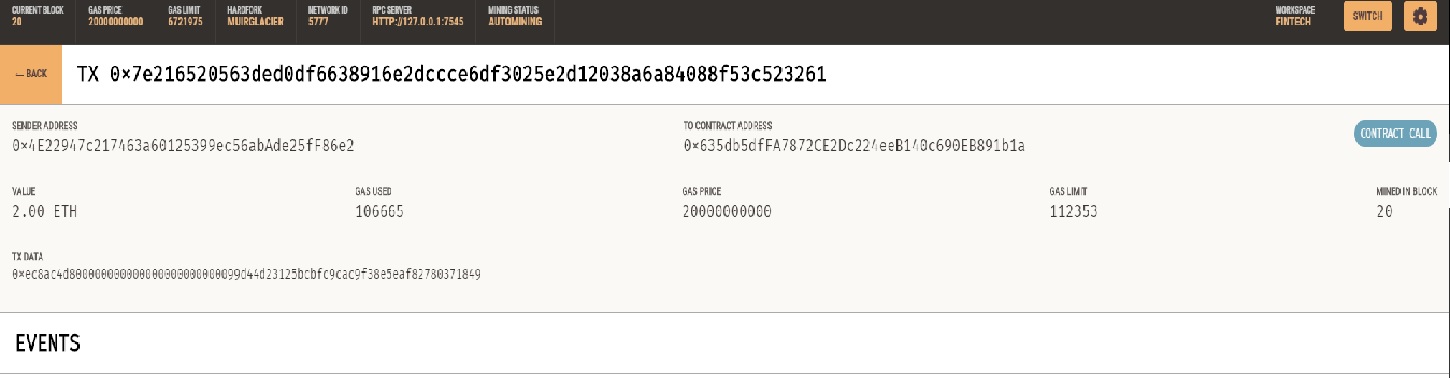 CURRENT BLOCK GAS PRICE GAS LIMIT HARDFORK NETWORK ID RPC SERVER MINING STATUS WORKSPACE
20 20000000000 6721975 MUIRGLACIER 5777 HTTP://127.0.0.1:7545 AUTOMINING FINTECH SWITCH
← BACK TX 0×7e216520563ded0df6638916e2dccce6df3025e2d12038a6a84088f53c523261
SENDER ADDRESS TO CONTRACT ADDRESS
0×4E22947c217463a60125399ec56abAde25fF86e2 0×635db5dfFA7872CE2Dc224eeB140c690EB891b1a CONTRACT CALL
VALUE GAS USED GAS PRICE GAS LIMIT MINED IN BLOCK
2.00 ETH 106665 20000000000 112353 20
TX DATA
0×ec8ac4d8000000000000000000000000099d44d23125bcbfc9cac9f38e5eaf82780371849
EVENTS